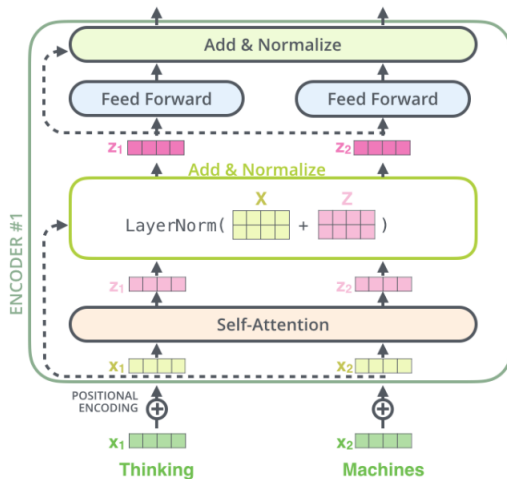 Add & Normalize
Feed Forward
Feed Forward
z1
z2
Add & Normalize
X
Z
LayerNorm( + )
z1
z2
Self-Attention
x1
x2
POSITIONAL
ENCODING
x1
x2
Thinking
Machines
ENCODER #1